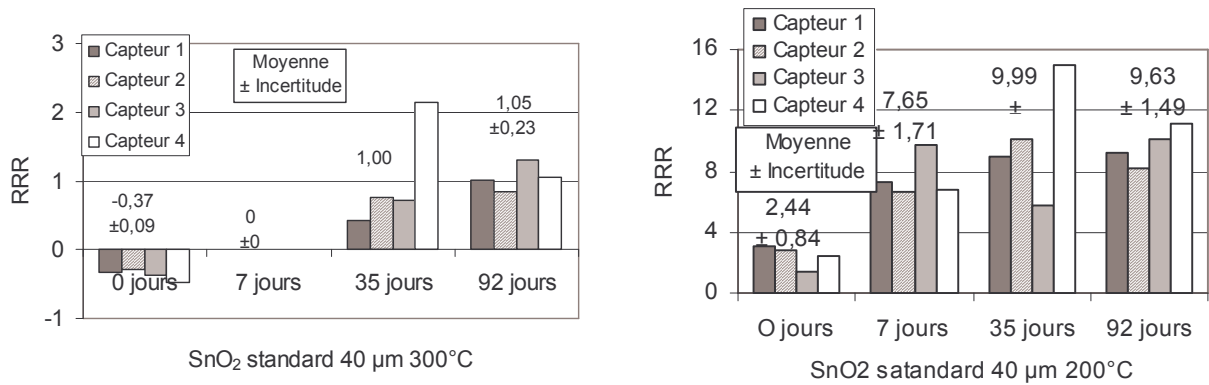 3
2
1
0
-1
RRR
Capteur 1
Capteur 2
Capteur 3
Capteur 4
Moyenne
± Incertitude
-0,37
±0,09
0
±0
1,00
1,05
±0,23
0 jours
7 jours
35 jours
92 jours
SnO₂ standard 40 µm 300°C
16
12
8
4
0
RRR
Capteur 1
Capteur 2
Capteur 3
Capteur 4
Moyenne
± Incertitude
2,44
± 0,84
7,65
± 1,71
9,99
±
9,63
± 1,49
O jours
7 jours
35 jours
92 jours
SnO2 satandard 40 µm 200°C